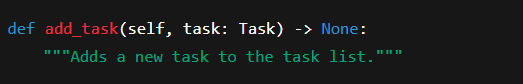 def add_task(self, task: Task) -> None:
    """Adds a new task to the task list."""